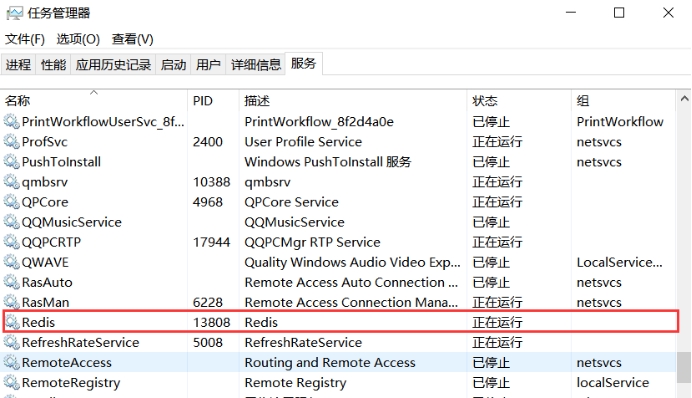 任务管理器
文件(F) 选项(O) 查看(V)
进程 性能 应用历史记录 启动 用户 详细信息 服务
名称 PID 描述 状态 组
PrintWorkflowUserSvc_8f... PrintWorkflow_8f2d4a0e 已停止 PrintWorkflow
ProfSvc 2400 User Profile Service 正在运行 netsvcs
PushToInstall Windows PushToInstall 服务 已停止 netsvcs
qmbsrv 10388 qmbsrv 正在运行
QPCore 4968 QPCore Service 正在运行
QQMusicService QQMusicService 已停止
QQPCRTP 17944 QQPCMgr RTP Service 正在运行
QWAVE Quality Windows Audio Video Exp... 已停止 LocalService...
RasAuto Remote Access Auto Connection ... 已停止 netsvcs
RasMan 6228 Remote Access Connection Mana... 正在运行 netsvcs
Redis 13808 Redis 正在运行
RefreshRateService 5008 RefreshRateService 正在运行
RemoteAccess Routing and Remote Access 已停止 netsvcs
RemoteRegistry Remote Registry 已停止 localService